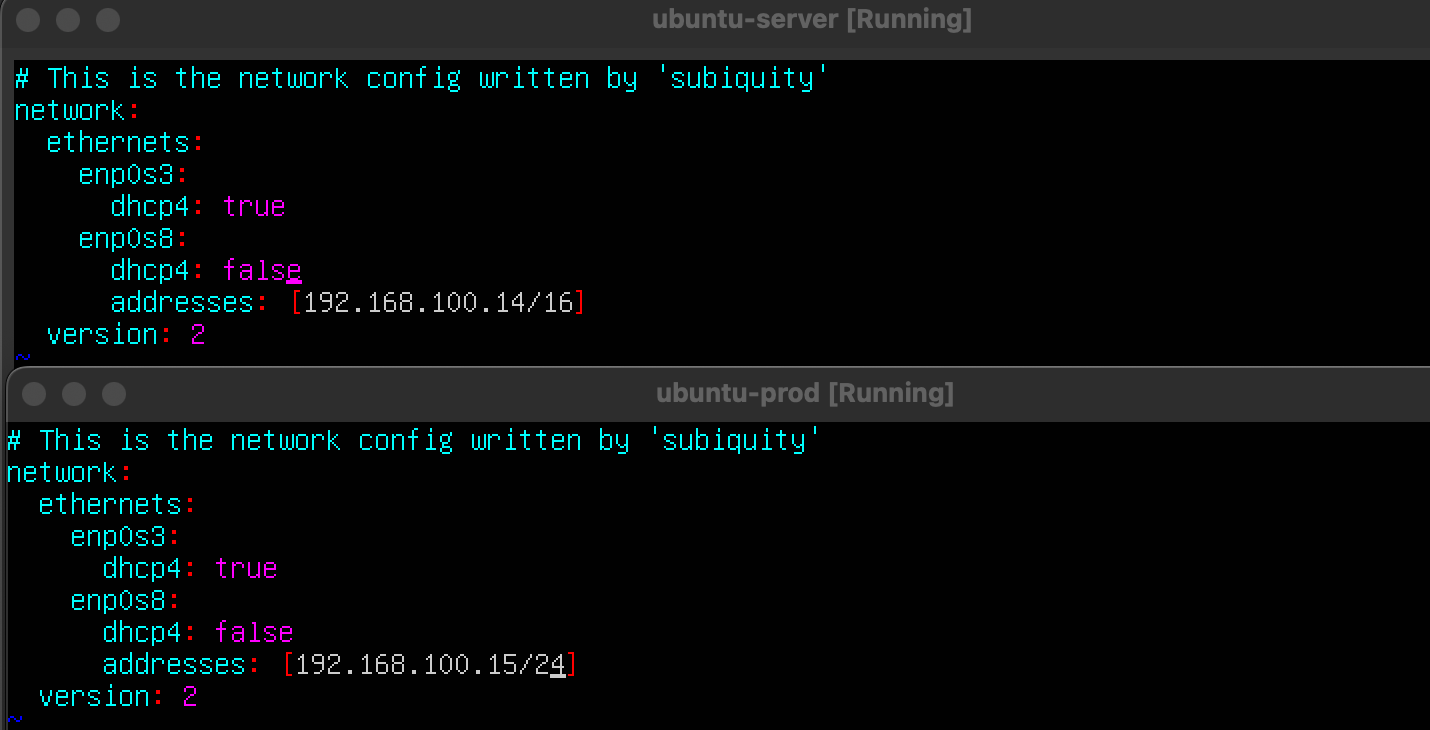 ubuntu-server [Running]
# This is the network config written by 'subiquity'
network:
  ethernets:
    enp0s3:
      dhcp4: true
    enp0s8:
      dhcp4: false
      addresses: [192.168.100.14/16]
  version: 2
~
ubuntu-prod [Running]
# This is the network config written by 'subiquity'
network:
  ethernets:
    enp0s3:
      dhcp4: true
    enp0s8:
      dhcp4: false
      addresses: [192.168.100.15/24]
  version: 2
~